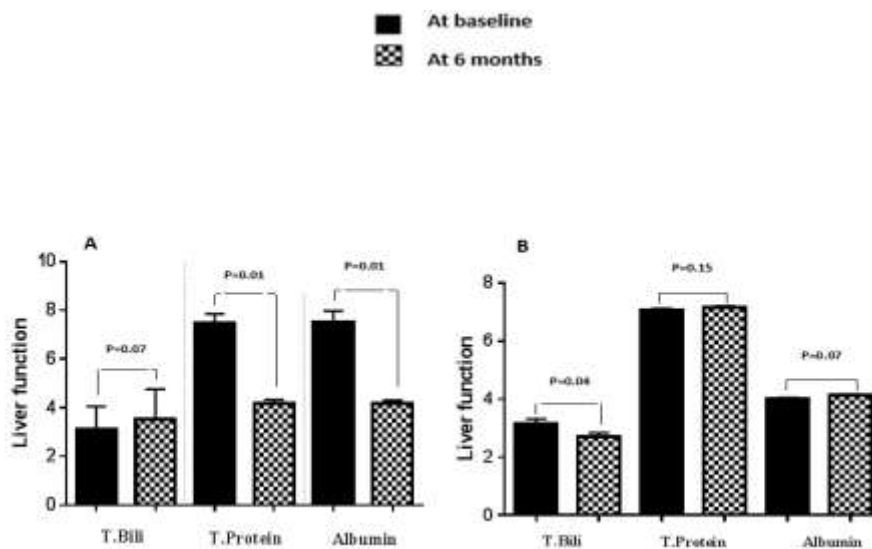 At baseline
At 6 months
A
10
8
6
4
2
0
Liver function
P=0.07
P=0.01
P=0.01
T.Bili
T.Protein
Albumin
B
8
6
4
2
0
Liver function
P=0.04
P=0.15
P=0.07
T.Bili
T.Protein
Albumin